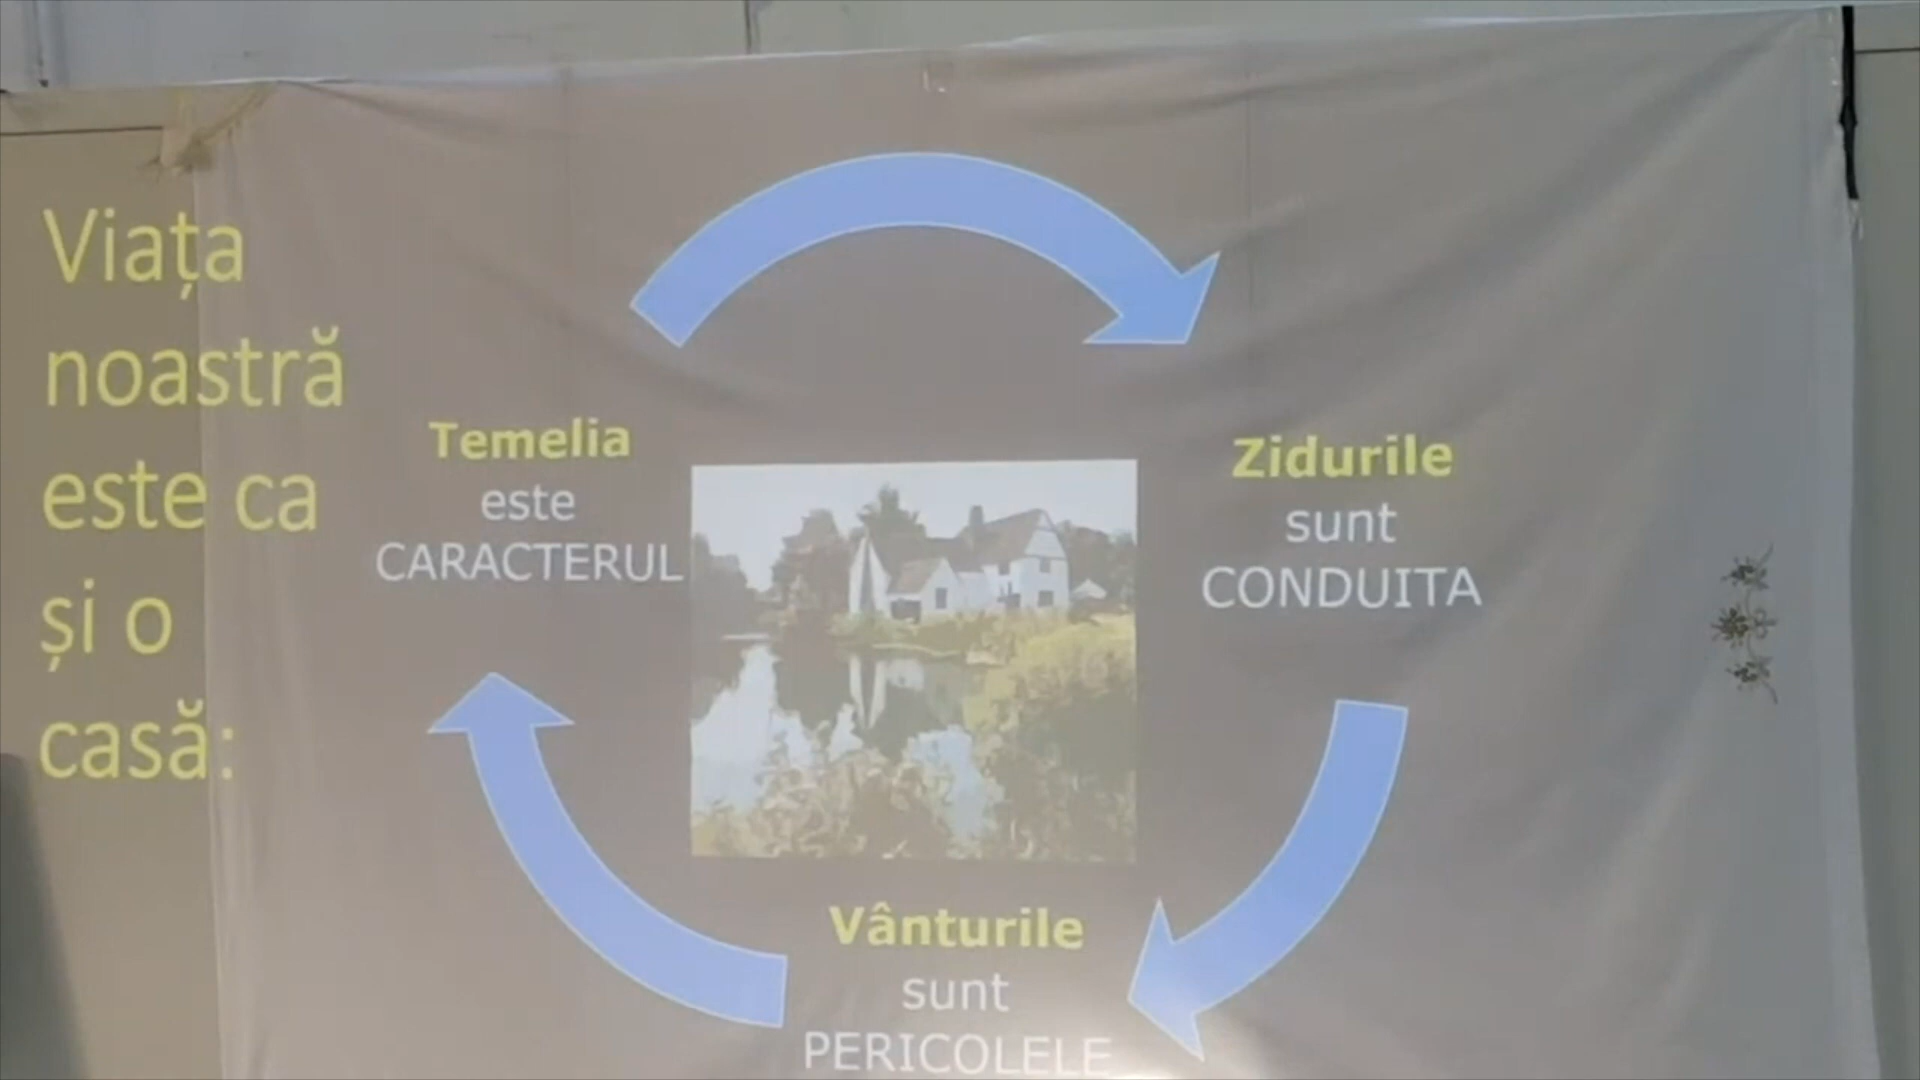 Viața
noastră
este ca
și o
casă:
Temelia
este
CARACTERUL
Zidurile
sunt
CONDUITA
Vânturile
sunt
PERICOLELE